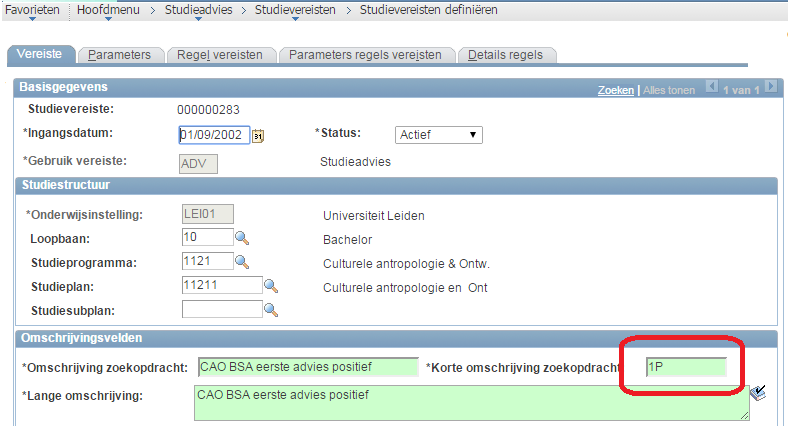 Favorieten Hoofdmenu > Studieadvies > Studievereisten > Studievereisten definiëren
Vereiste Parameters Regel vereisten Parameters regels vereisten Details regels
Basisgegevens Zoeken | Alles tonen 1 van 1
Studievereiste: 000000283
*Ingangsdatum: 01/09/2002 31 *Status: Actief
*Gebruik vereiste: ADV Studieadvies
Studiestructuur
*Onderwijsinstelling: LEI01 Universiteit Leiden
Loopbaan: 10 Bachelor
Studieprogramma: 1121 Culturele antropologie & Ontw.
Studieplan: 11211 Culturele antropologie en Ont
Studiesubplan:
Omschrijvingsvelden
*Omschrijving zoekopdracht: CAO BSA eerste advies positief *Korte omschrijving zoekopdracht 1P
*Lange omschrijving: CAO BSA eerste advies positief